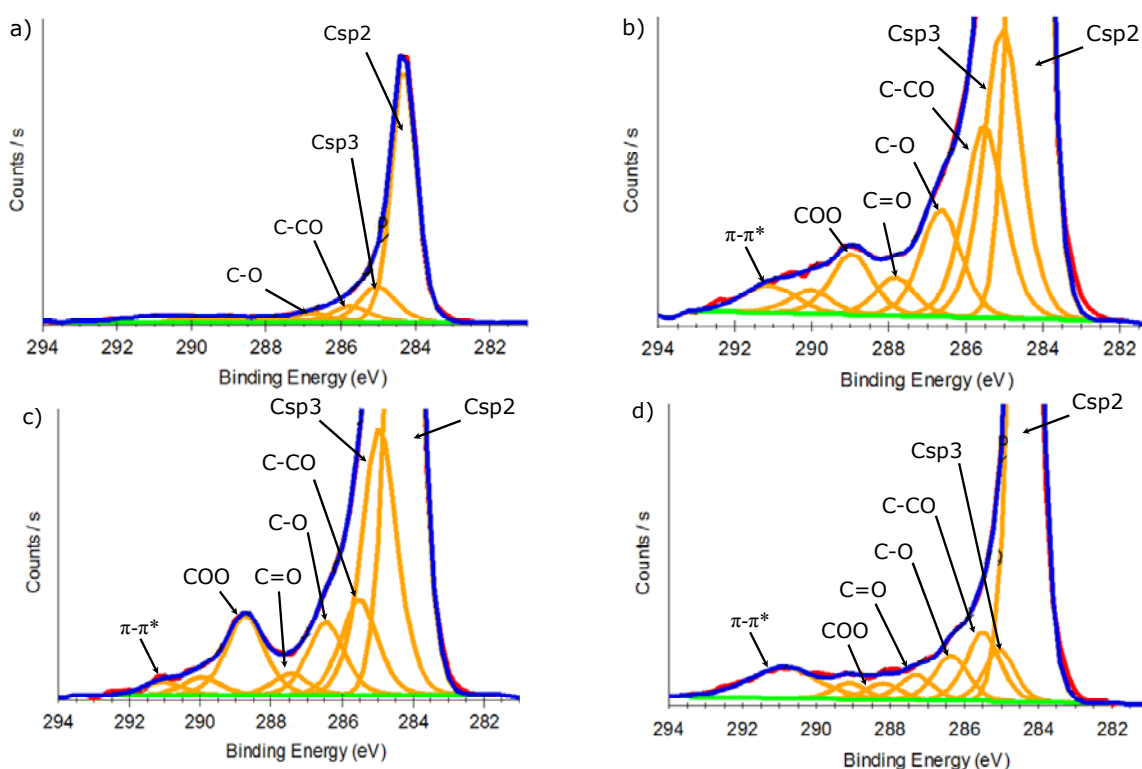 a)
Csp2
Csp3
C-CO
C-O
Counts / s
294 292 290 288 286 284 282
Binding Energy (eV)
b)
Csp3
Csp2
C-CO
C-O
C=O
COO
π-π*
Counts / s
294 292 290 288 286 284 282
Binding Energy (eV)
c)
Csp3
Csp2
C-CO
C-O
COO
C=O
π-π*
Counts / s
294 292 290 288 286 284 282
Binding Energy (eV)
d)
Csp2
Csp3
C-CO
C-O
C=O
COO
π-π*
Counts / s
294 292 290 288 286 284 282
Binding Energy (eV)